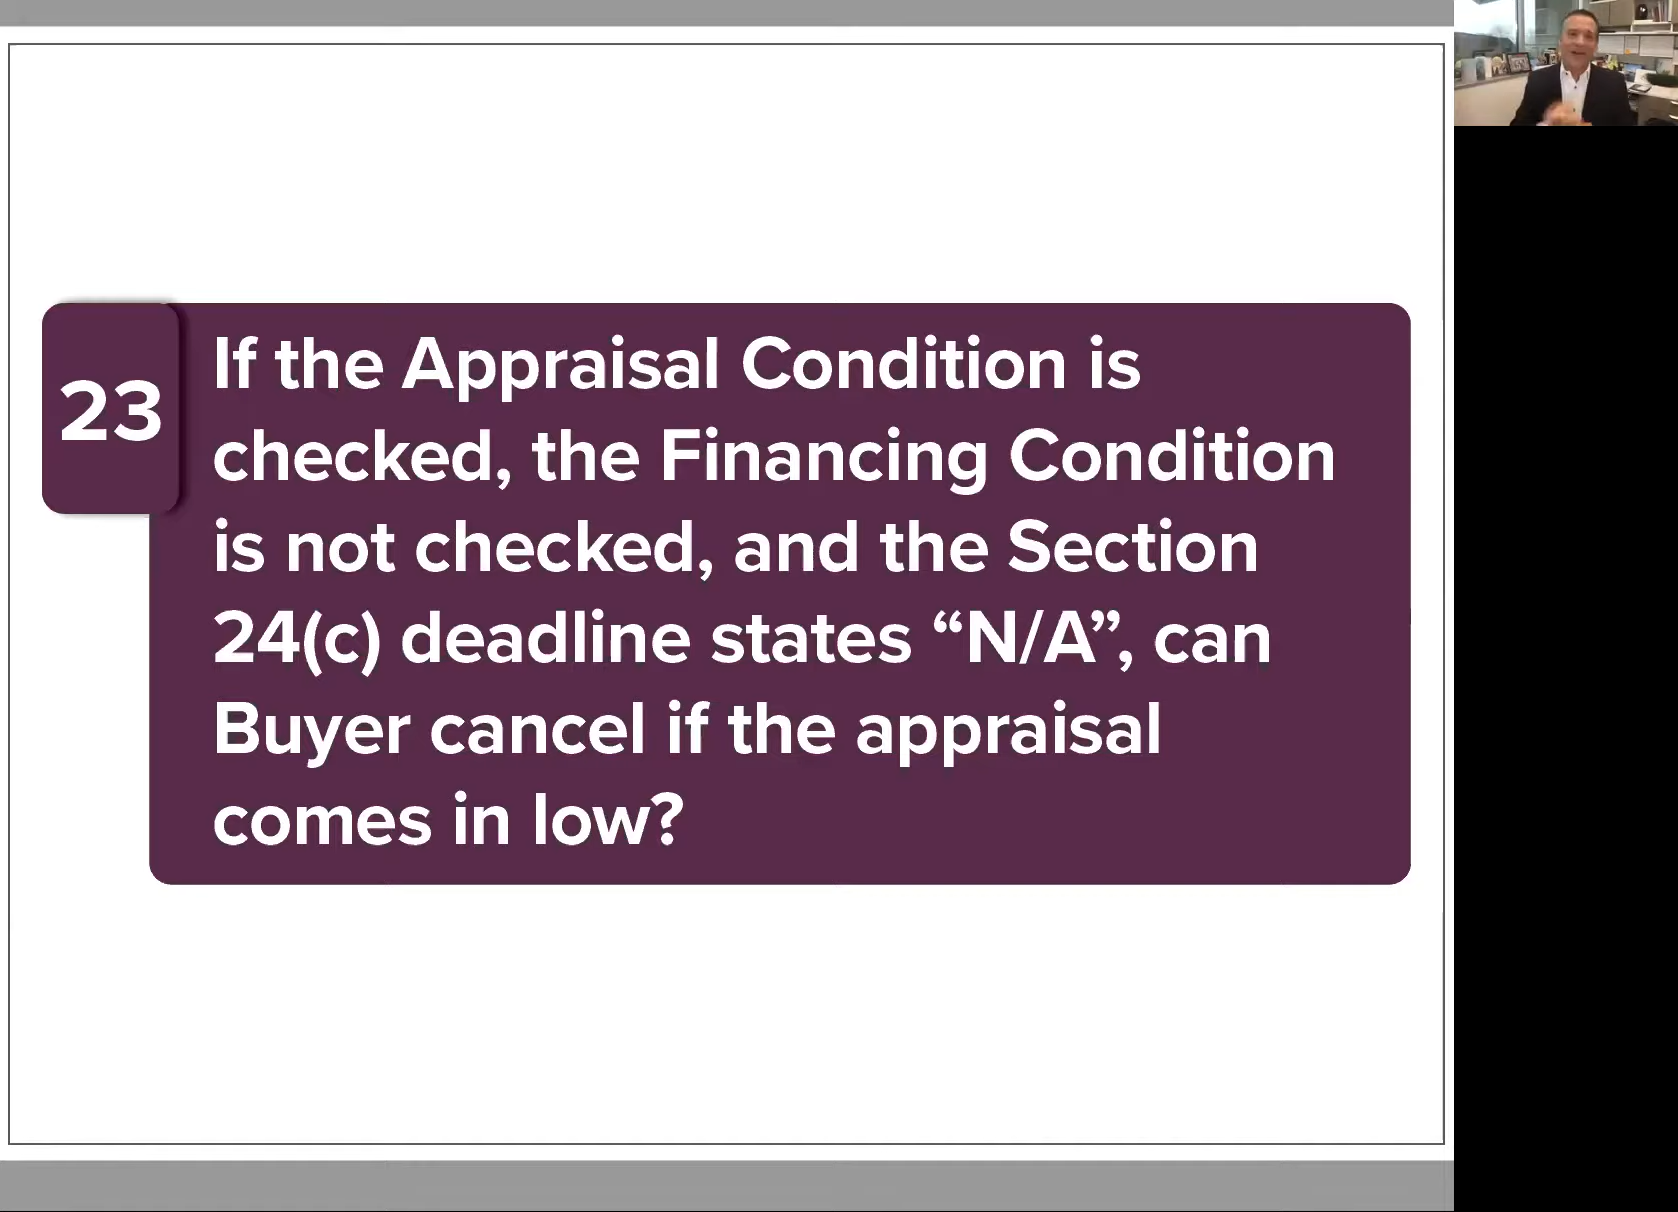 23
If the Appraisal Condition is
checked, the Financing Condition
is not checked, and the Section
24(c) deadline states “N/A”, can
Buyer cancel if the appraisal
comes in low?